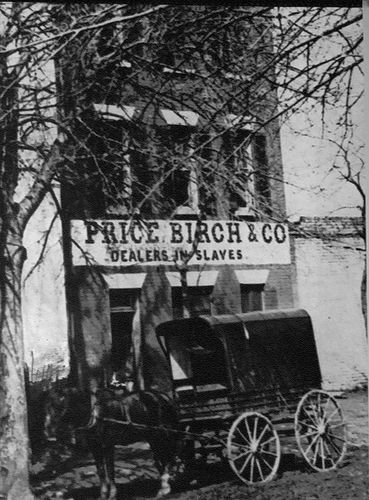 PRICE BIRCH & CO
DEALERS IN SLAVES.